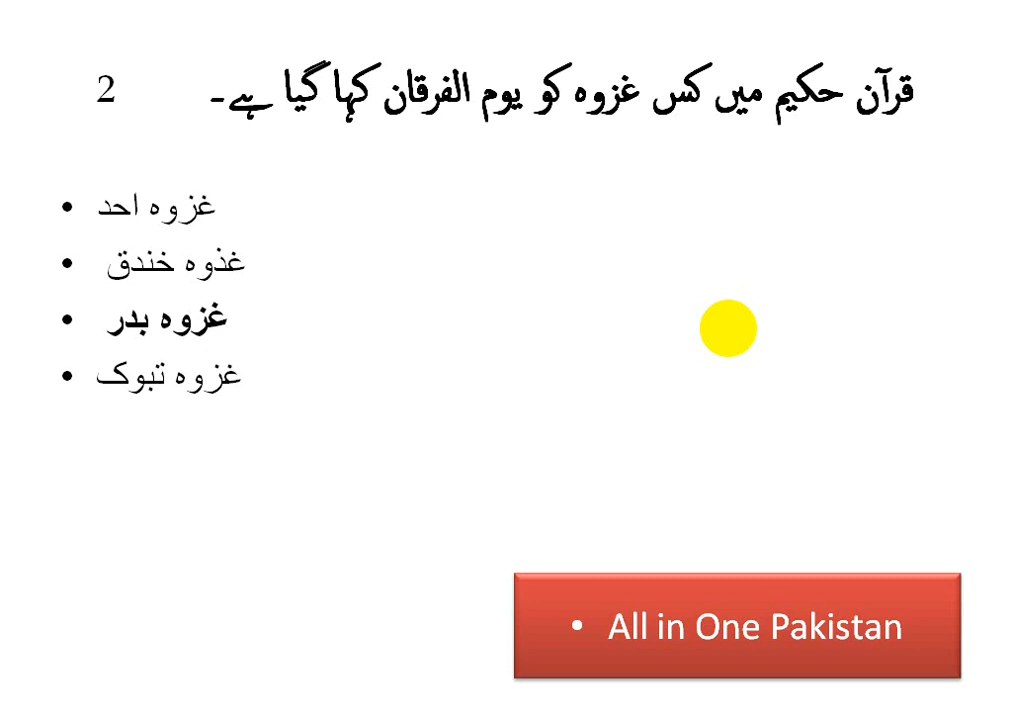 قرآن حکیم میں کس غزوہ کو یوم الفرقان کہا گیا ہے۔ 2
• غزوہ احد
• غذوہ خندق
• غزوہ بدر
• غزوہ تبوک
• All in One Pakistan